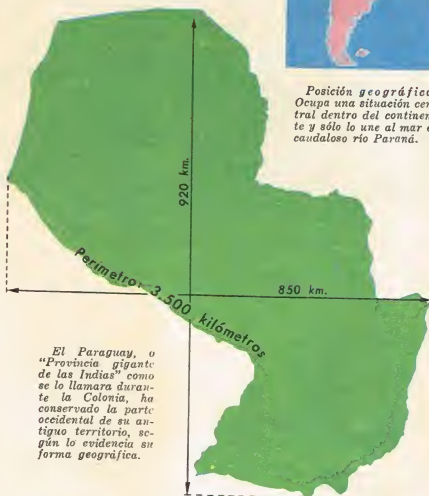 Posición geográfica
Ocupa una situación cen
tral dentro del continen
te y sólo lo une al mar e
caudaloso río Paraná.
920 km.
850 km.
Perímetro: 3.500 kilómetros
El Paraguay, o
"Provincia gigante
de las Indias" como
se lo llamara duran-
te la Colonia, ha
conservado la parte
occidental de su an-
tiguo territorio, se-
gún lo evidencia su
forma geográfica.